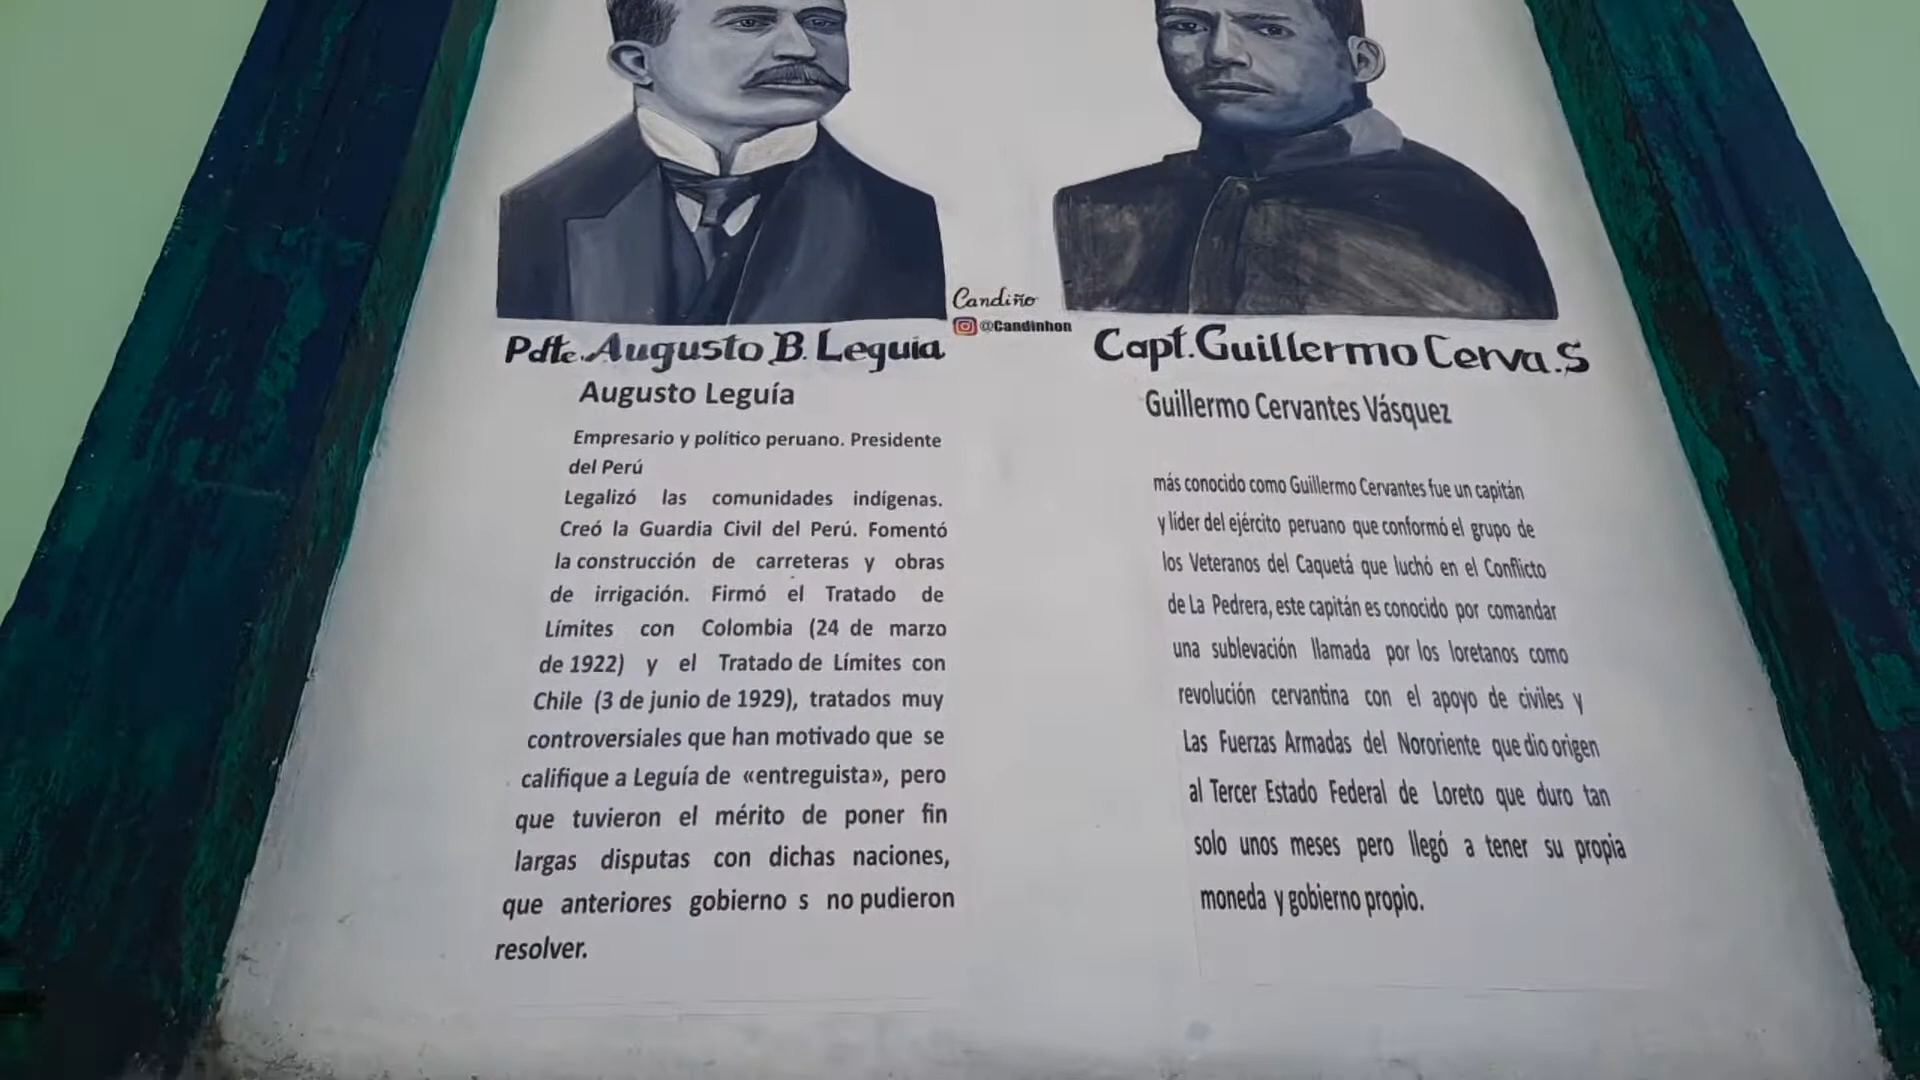 Candiño
@Candinhon
Pdte. Augusto B. Leguia
Augusto Leguía
Empresario y político peruano. Presidente
del Perú
Legalizó las comunidades indígenas.
Creó la Guardia Civil del Perú. Fomentó
la construcción de carreteras y obras
de irrigación. Firmó el Tratado de
Límites con Colombia (24 de marzo
de 1922) y el Tratado de Límites con
Chile (3 de junio de 1929), tratados muy
controversiales que han motivado que se
califique a Leguía de «entreguista», pero
que tuvieron el mérito de poner fin
largas disputas con dichas naciones,
que anteriores gobierno s no pudieron
resolver.
Capt. Guillermo Cerva.S
Guillermo Cervantes Vásquez
más conocido como Guillermo Cervantes fue un capitán
y líder del ejército peruano que conformó el grupo de
los Veteranos del Caquetá que luchó en el Conflicto
de La Pedrera, este capitán es conocido por comandar
una sublevación llamada por los loretanos como
revolución cervantina con el apoyo de civiles y
Las Fuerzas Armadas del Nororiente que dio origen
al Tercer Estado Federal de Loreto que duro tan
solo unos meses pero llegó a tener su propia
moneda y gobierno propio.